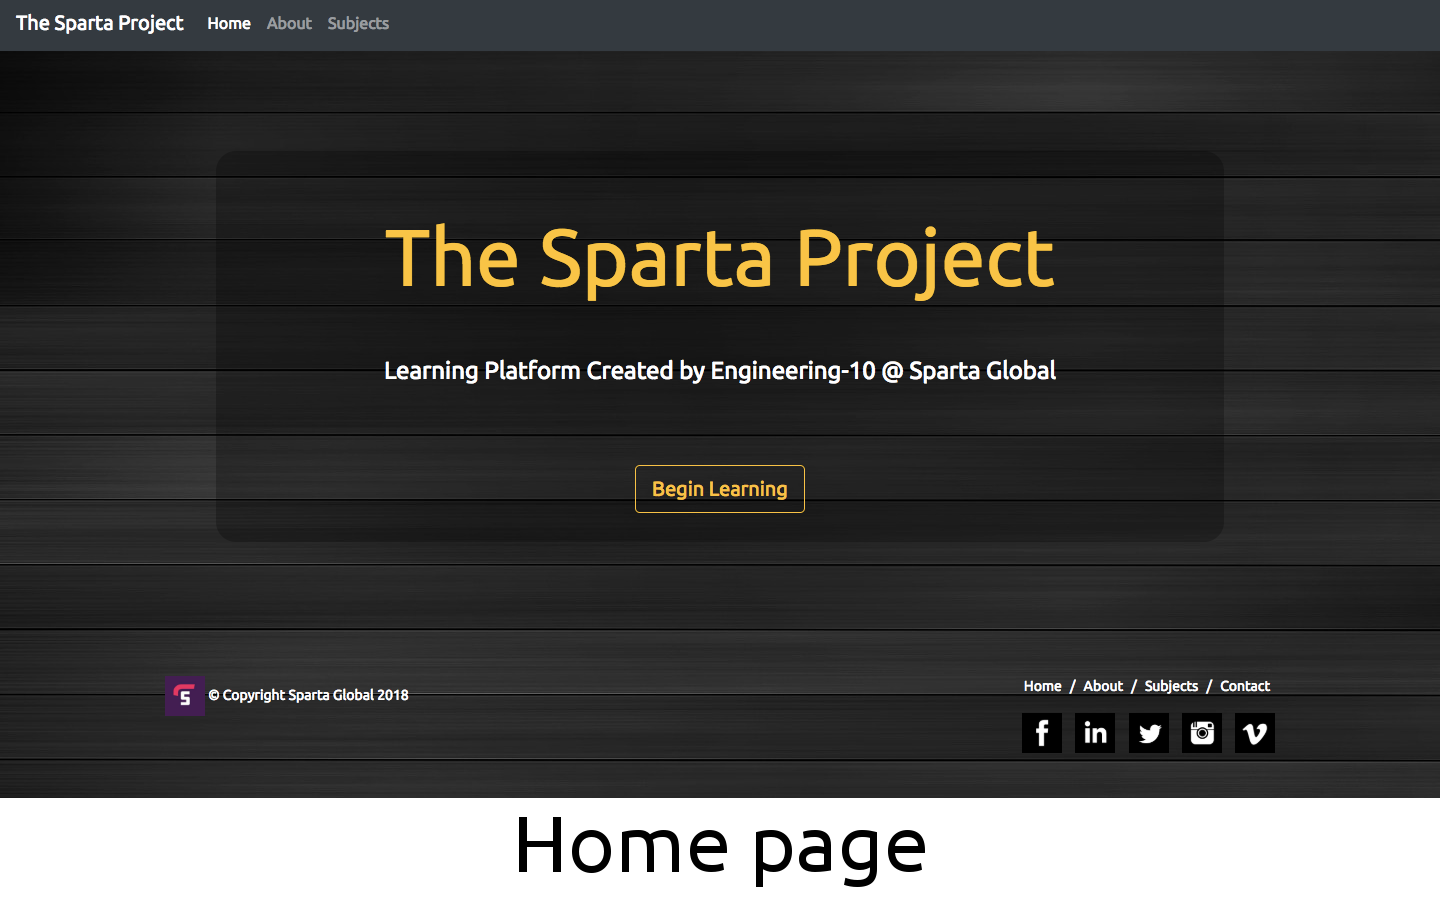 The Sparta Project Home About Subjects
The Sparta Project
Learning Platform Created by Engineering-10 @ Sparta Global
Begin Learning
© Copyright Sparta Global 2018
Home / About / Subjects / Contact
Home page